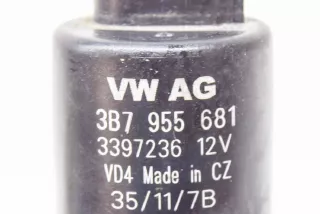 VW AG
3B7 955 681
3397236 12V
VD4 Made in CZ
35/11/7B